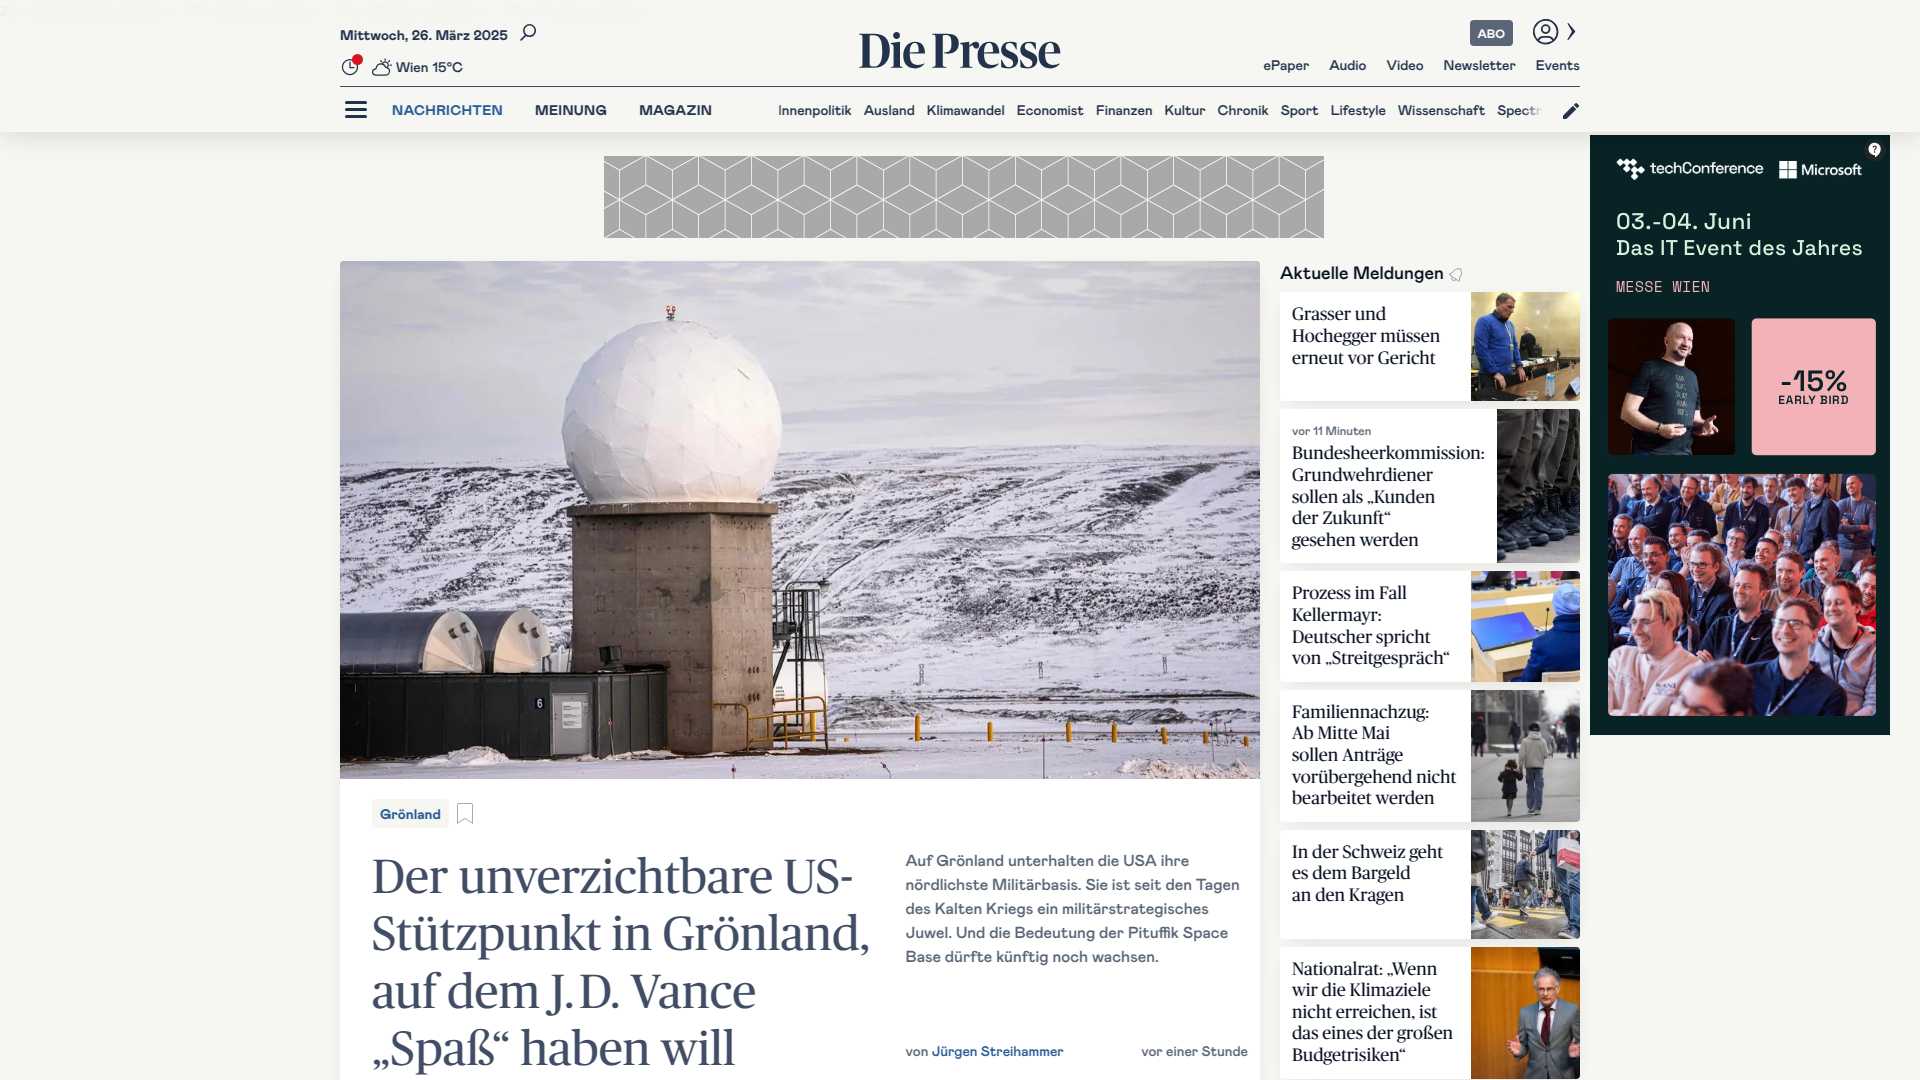 Mittwoch, 26. März 2025
Wien 15°C
Die Presse
ABO
ePaper Audio Video Newsletter Events
NACHRICHTEN MEINUNG MAGAZIN Innenpolitik Ausland Klimawandel Economist Finanzen Kultur Chronik Sport Lifestyle Wissenschaft Spectr
techConference Microsoft
03.-04. Juni
Das IT Event des Jahres
MESSE WIEN
-15%
EARLY BIRD
6
Grönland
Der unverzichtbare US-
Stützpunkt in Grönland,
auf dem J. D. Vance
„Spaß“ haben will
Auf Grönland unterhalten die USA ihre
nördlichste Militärbasis. Sie ist seit den Tagen
des Kalten Kriegs ein militärstrategisches
Juwel. Und die Bedeutung der Pituffik Space
Base dürfte künftig noch wachsen.
von Jürgen Streihammer
vor einer Stunde
Aktuelle Meldungen
Grasser und
Hochegger müssen
erneut vor Gericht
vor 11 Minuten
Bundesheerkommission:
Grundwehrdiener
sollen als „Kunden
der Zukunft“
gesehen werden
Prozess im Fall
Kellermayr:
Deutscher spricht
von „Streitgespräch“
Familiennachzug:
Ab Mitte Mai
sollen Anträge
vorübergehend nicht
bearbeitet werden
In der Schweiz geht
es dem Bargeld
an den Kragen
Nationalrat: „Wenn
wir die Klimaziele
nicht erreichen, ist
das eines der großen
Budgetrisiken“